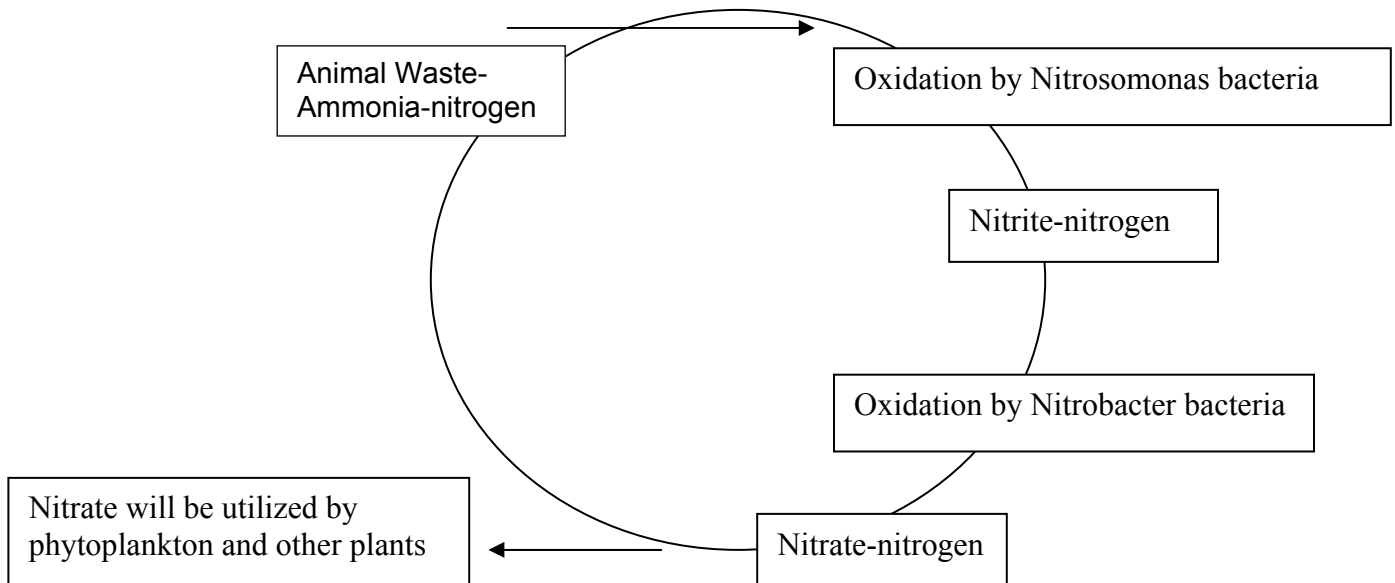 Animal Waste-
Ammonia-nitrogen
Oxidation by Nitrosomonas bacteria
Nitrite-nitrogen
Oxidation by Nitrobacter bacteria
Nitrate-nitrogen
Nitrate will be utilized by
phytoplankton and other plants